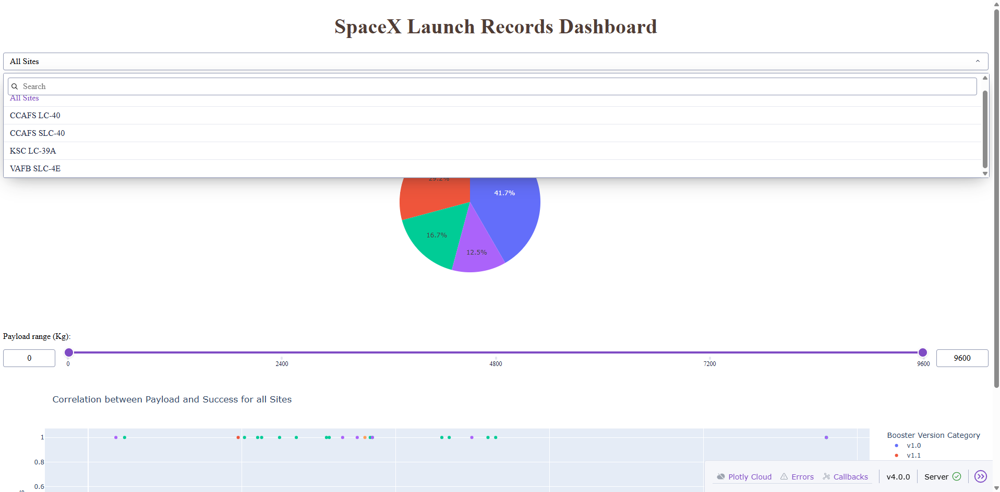 SpaceX Launch Records Dashboard
All Sites
Search
All Sites
CCAFS LC-40
CCAFS SLC-40
KSC LC-39A
VAFB SLC-4E
29.2%
41.7%
16.7%
12.5%
Payload range (Kg):
0
0 2400 4800 7200 9600
9600
Correlation between Payload and Success for all Sites
1
0.8
0.6
Booster Version Category
v1.0
v1.1
Plotly Cloud Errors Callbacks v4.0.0 Server